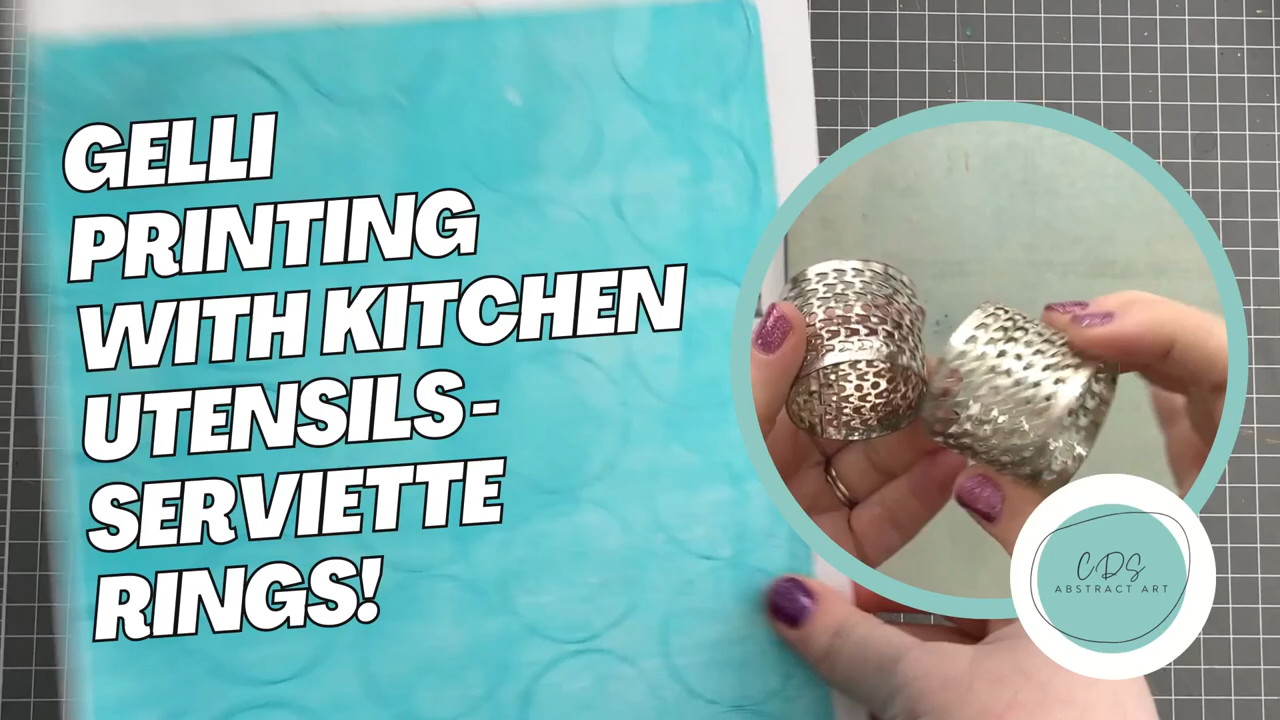 GELLI
PRINTING
WITH KITCHEN
UTENSILS -
SERVIETTE
RINGS!
CDS
ABSTRACT ART